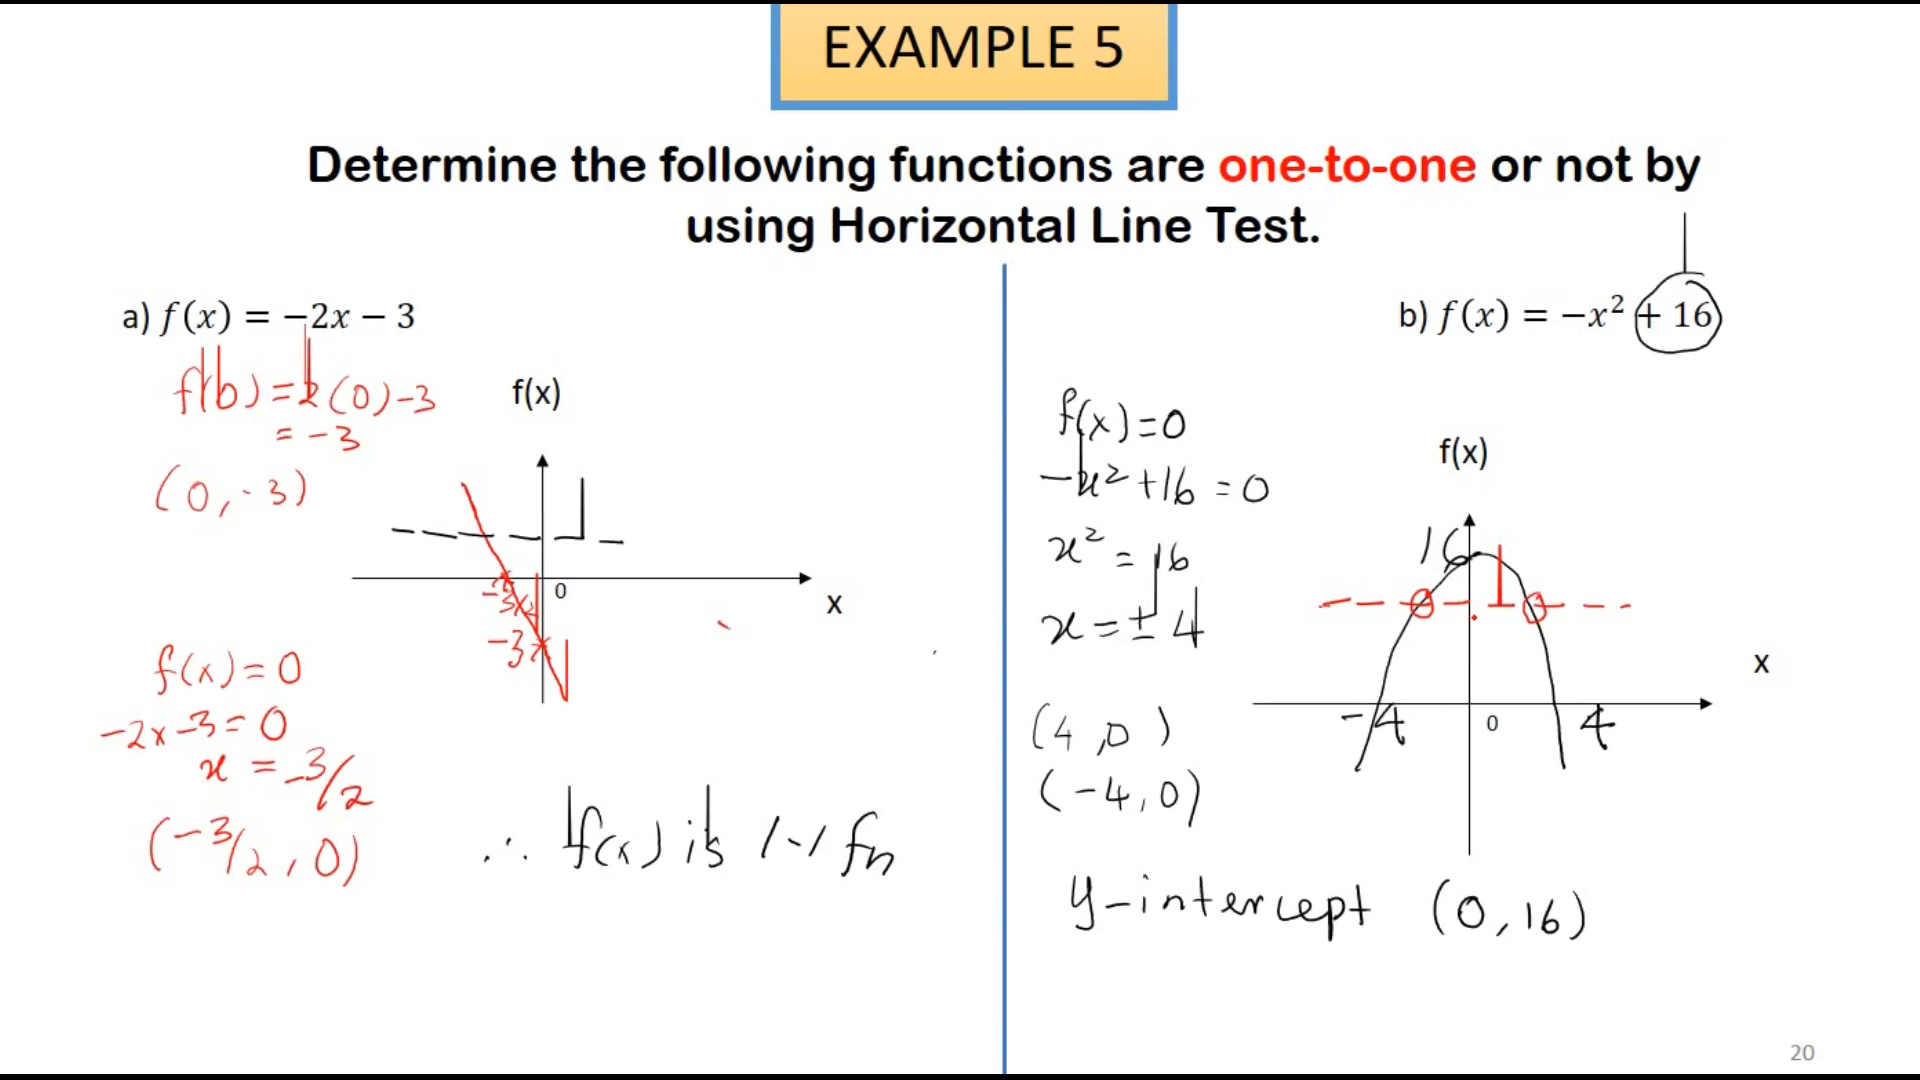 EXAMPLE 5
Determine the following functions are one-to-one or not by
using Horizontal Line Test.
a) f(x) = −2x − 3
f(0) = 2(0)-3
= -3
(0, -3)
f(x)
0
x
-3/2
-3
f(x) = 0
-2x -3 = 0
x = -3/2
(-3/2, 0)
∴ f(x) is 1-1 fn
b) f(x) = −x² + 16
f(x) = 0
-x² + 16 = 0
x² = 16
x = ± 4
(4, 0)
(-4, 0)
f(x)
16
x
-4
0
4
y-intercept (0, 16)
20